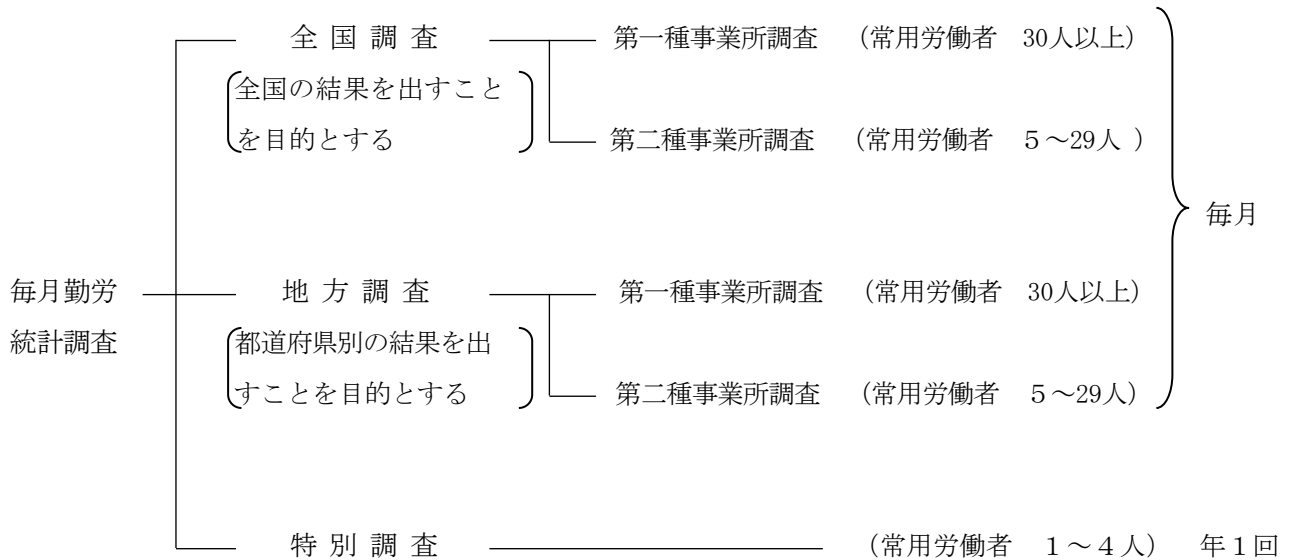 全 国 調 査 第一種事業所調査 （常用労働者　30人以上）
全国の結果を出すこと
を目的とする 第二種事業所調査 （常用労働者　５～29人 ）
毎月
毎月勤労 地 方 調 査 第一種事業所調査 （常用労働者　30人以上）
統計調査 都道府県別の結果を出
すことを目的とする 第二種事業所調査 （常用労働者　５～29人）
特 別 調 査 （常用労働者　１～４人） 年１回